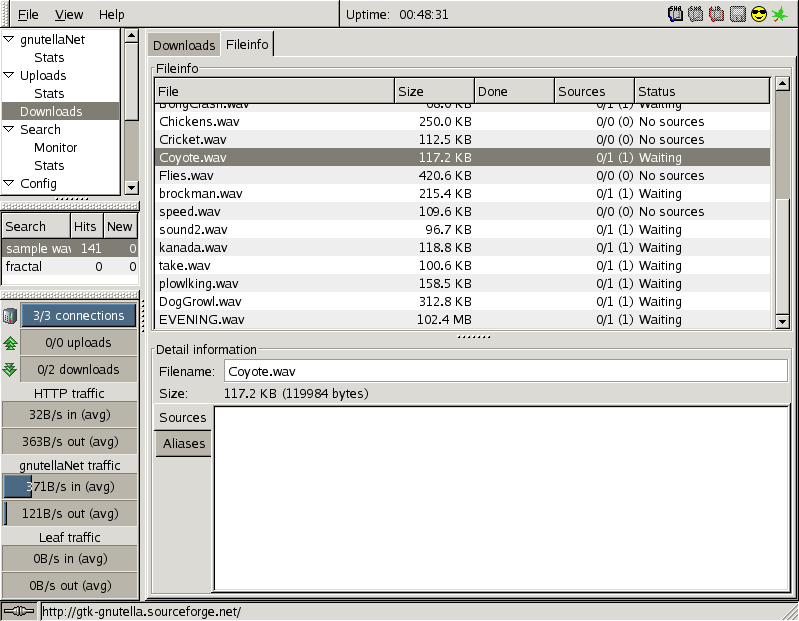 File View Help Uptime: 00:48:31
gnutellaNet
Stats
Uploads
Stats
Downloads
Search
Monitor
Stats
Config
Search Hits New
sample wav 141 0
fractal 0 0
3/3 connections
0/0 uploads
0/2 downloads
HTTP traffic
32B/s in (avg)
363B/s out (avg)
gnutellaNet traffic
371B/s in (avg)
121B/s out (avg)
Leaf traffic
0B/s in (avg)
0B/s out (avg)
Downloads Fileinfo
Fileinfo
File Size Done Sources Status
BongClash.wav 68.0 KB 0/1 (1) Waiting
Chickens.wav 250.0 KB 0/0 (0) No sources
Cricket.wav 112.5 KB 0/0 (0) No sources
Coyote.wav 117.2 KB 0/1 (1) Waiting
Flies.wav 420.6 KB 0/0 (0) No sources
brockman.wav 215.4 KB 0/1 (1) Waiting
speed.wav 109.6 KB 0/0 (0) No sources
sound2.wav 96.7 KB 0/1 (1) Waiting
kanada.wav 118.8 KB 0/1 (1) Waiting
take.wav 100.6 KB 0/1 (1) Waiting
plowlking.wav 158.5 KB 0/1 (1) Waiting
DogGrowl.wav 312.8 KB 0/1 (1) Waiting
EVENING.wav 102.4 MB 0/1 (1) Waiting
Detail information
Filename: Coyote.wav
Size: 117.2 KB (119984 bytes)
Sources
Aliases
http://gtk-gnutella.sourceforge.net/